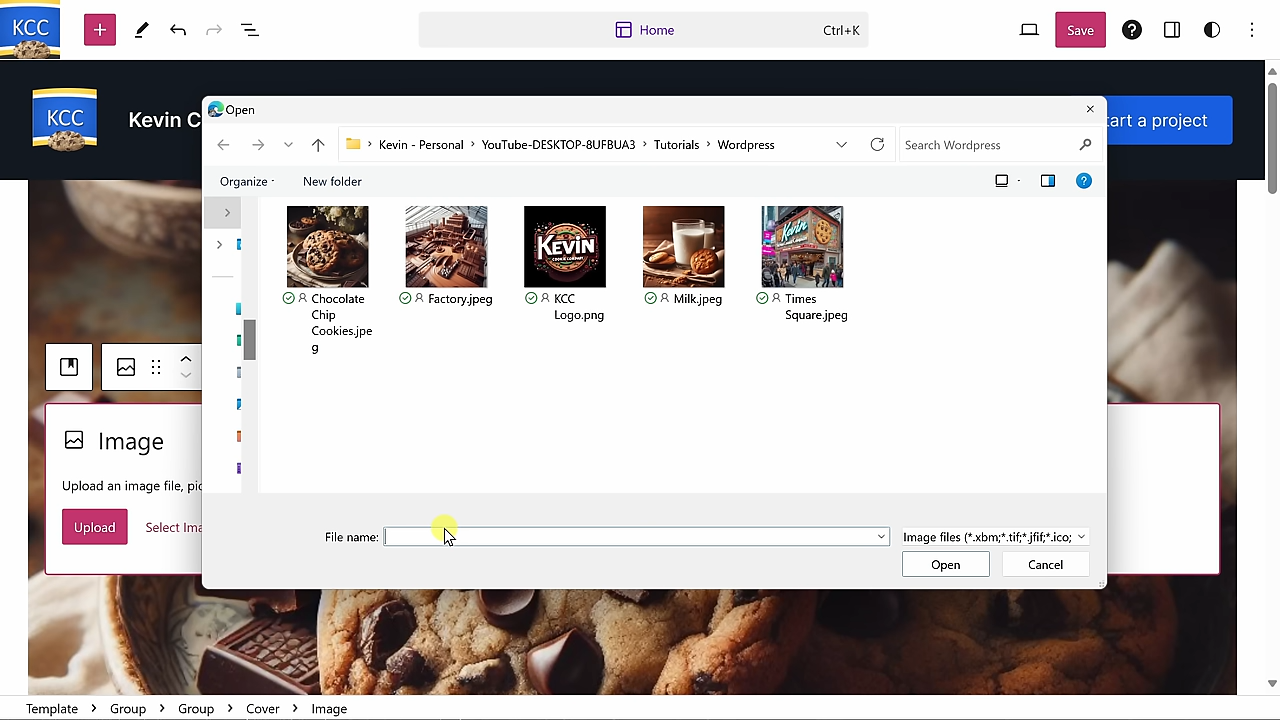 KCC
Home
Ctrl+K
Save
KCC
Kevin C
tart a project
Open
Kevin - Personal
YouTube-DESKTOP-8UFBUA3
Tutorials
Wordpress
Search Wordpress
Organize
New folder
KEVIN
COOKIE COMPANY
Kevin
Chocolate
Chip
Cookies.jpe
g
Factory.jpeg
KCC
Logo.png
Milk.jpeg
Times
Square.jpeg
Image
Upload an image file, pic
Upload
Select Ima
File name:
Image files (*.xbm;*.tif;*.jfif;*.ico;
Open
Cancel
Template
Group
Group
Cover
Image